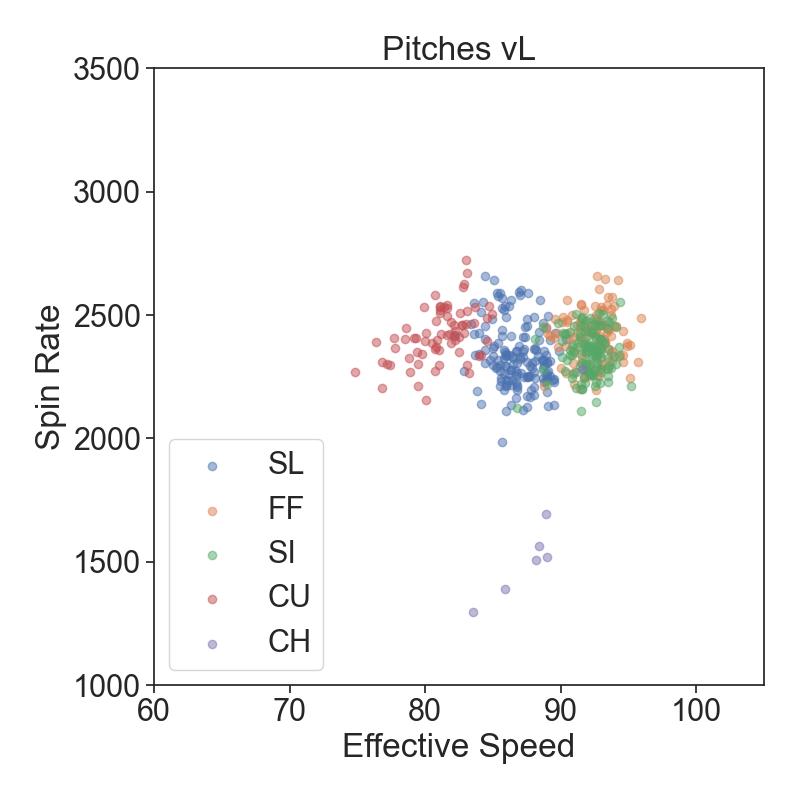 Pitches vL
3500
3000
2500
2000
1500
1000
Spin Rate
SL
FF
SI
CU
CH
60 70 80 90 100
Effective Speed